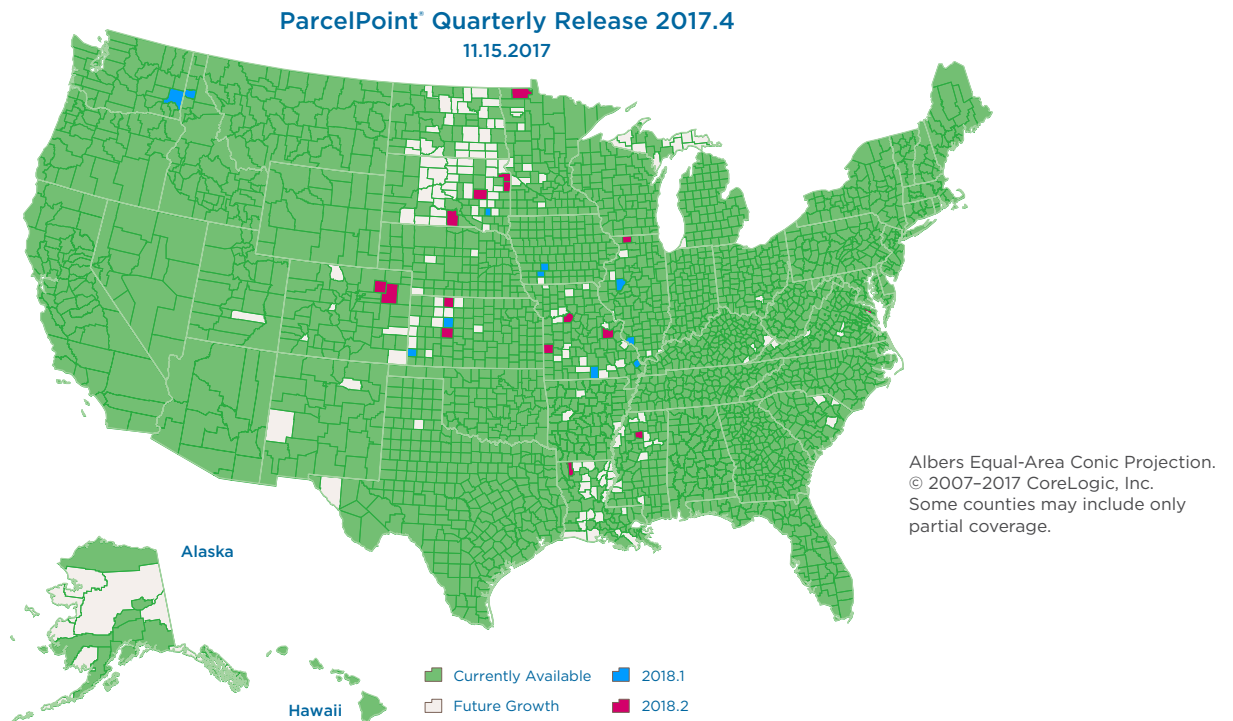 ParcelPoint® Quarterly Release 2017.4
11.15.2017
Albers Equal-Area Conic Projection.
© 2007–2017 CoreLogic, Inc.
Some counties may include only
partial coverage.
Alaska
Currently Available
2018.1
Hawaii
Future Growth
2018.2